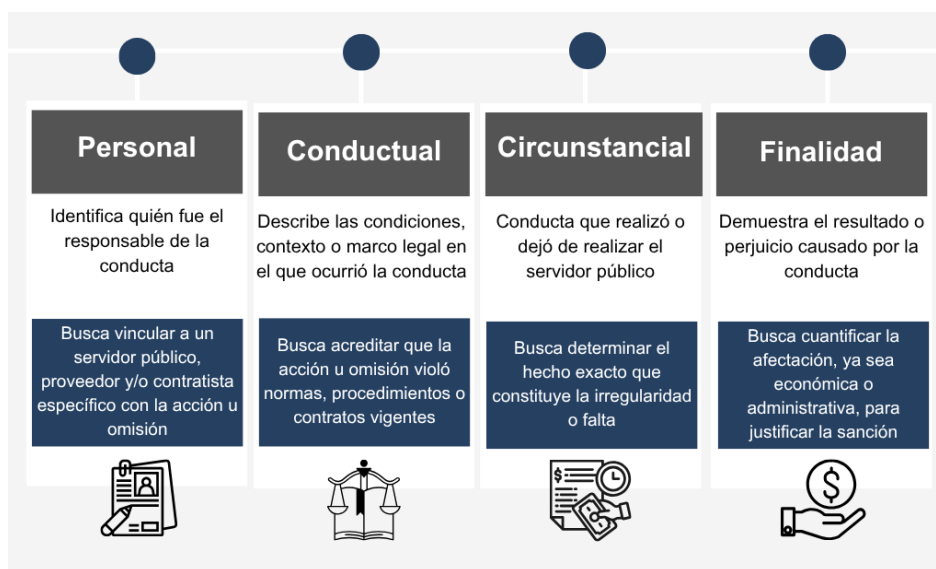 Personal
Identifica quién fue el
responsable de la
conducta
Busca vincular a un
servidor público,
proveedor y/o contratista
específico con la acción u
omisión
Conductual
Describe las condiciones,
contexto o marco legal en
el que ocurrió la conducta
Busca acreditar que la
acción u omisión violó
normas, procedimientos o
contratos vigentes
Circunstancial
Conducta que realizó o
dejó de realizar el
servidor público
Busca determinar el
hecho exacto que
constituye la irregularidad
o falta
$
Finalidad
Demuestra el resultado o
perjuicio causado por la
conducta
Busca cuantificar la
afectación, ya sea
económica o
administrativa, para
justificar la sanción
$